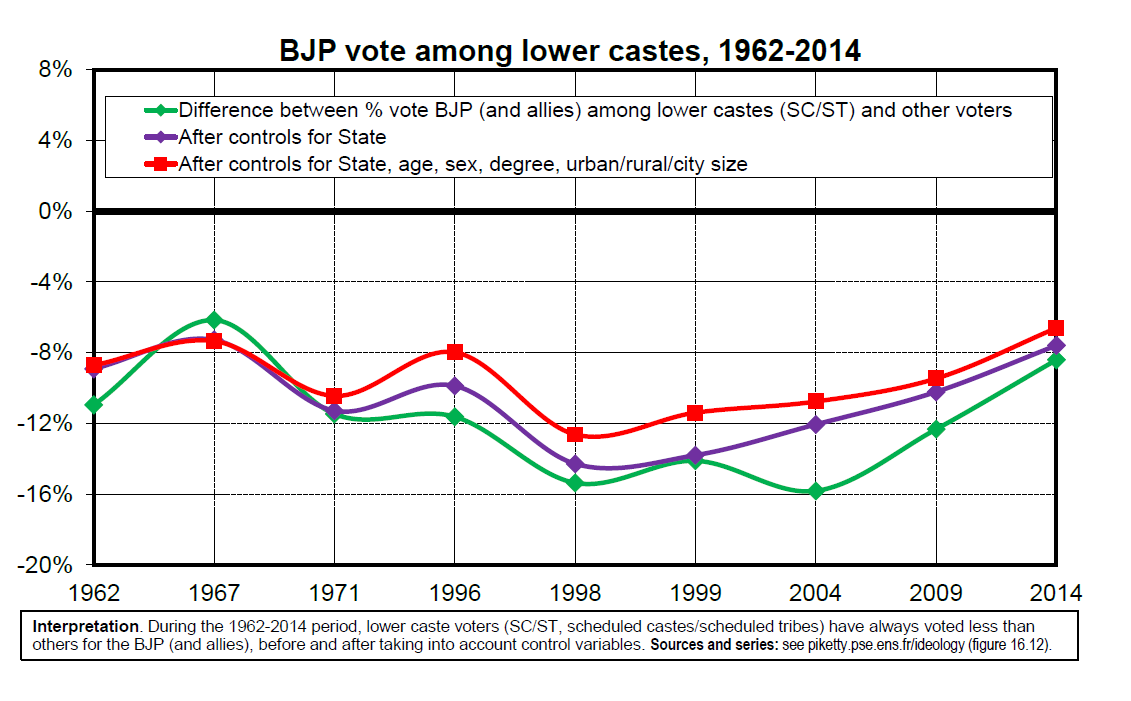 BJP vote among lower castes, 1962-2014
8%
4%
0%
-4%
-8%
-12%
-16%
-20%
Difference between % vote BJP (and allies) among lower castes (SC/ST) and other voters
After controls for State
After controls for State, age, sex, degree, urban/rural/city size
1962 1967 1971 1996 1998 1999 2004 2009 2014
Interpretation. During the 1962-2014 period, lower caste voters (SC/ST, scheduled castes/scheduled tribes) have always voted less than
others for the BJP (and allies), before and after taking into account control variables. Sources and series: see piketty.pse.ens.fr/ideology (figure 16.12).